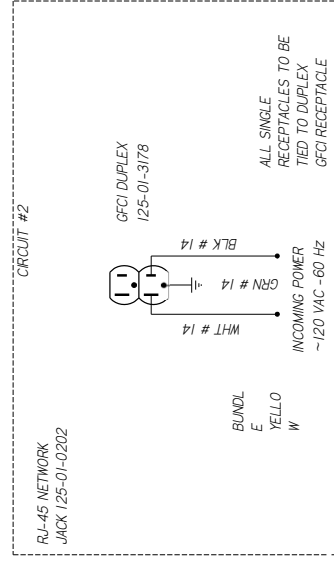 CIRCUIT #2
RJ-45 NETWORK
JACK 125-01-0202
GFCI DUPLEX
125-01-3178
WHT # 14
GRN # 14
BLK # 14
BUNDL
E
YELLO
W
INCOMING POWER
~120 VAC - 60 Hz
ALL SINGLE
RECEPTACLES TO BE
TIED TO DUPLEX
GFCI RECEPTACLE